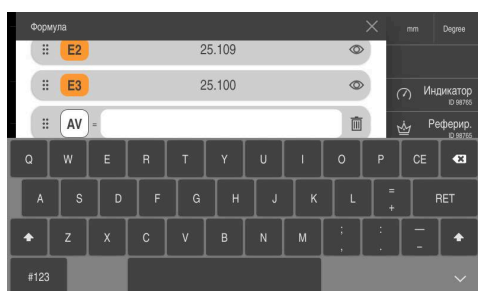 Формула
mm Degree
E2 25.109
E3 25.100
Индикатор
ID 98765
AV =
Реферир.
ID 98765
Q W E R T Y U I O P CE
A S D F G H J K L = + RET
Z X C V B N M ; , : . — -
#123